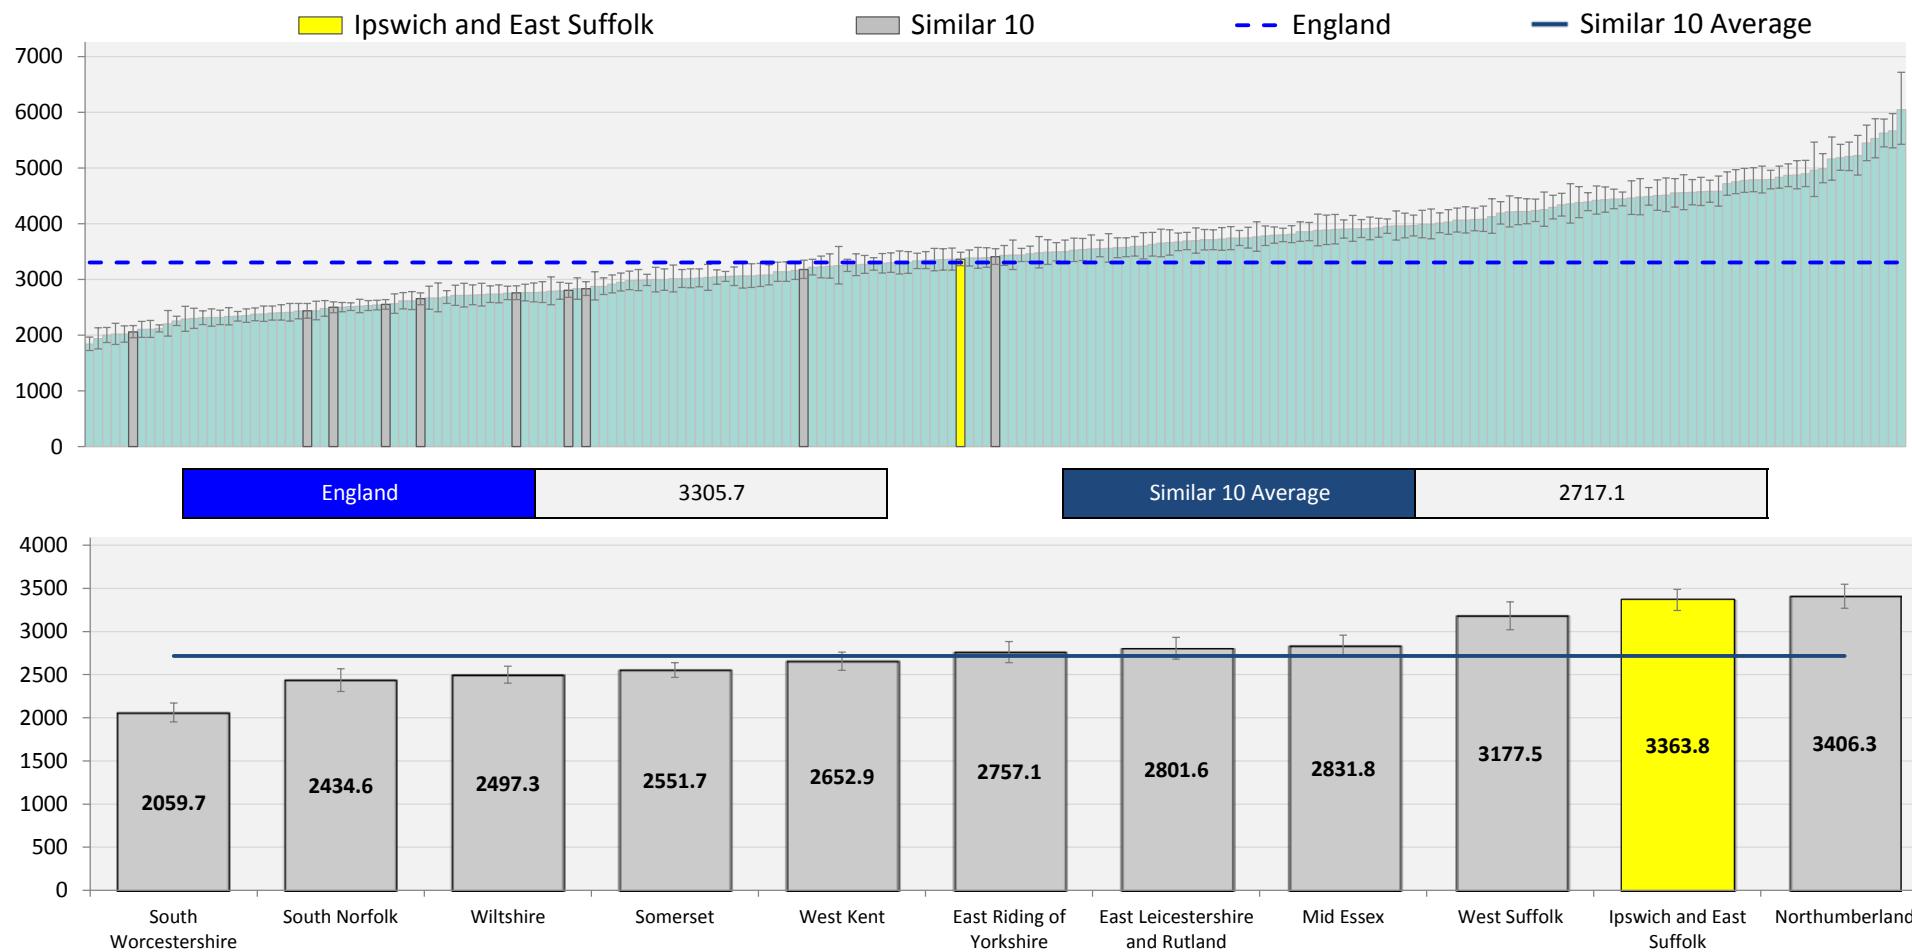 Ipswich and East Suffolk
Similar 10
England
Similar 10 Average
7000
6000
5000
4000
3000
2000
1000
0
England 3305.7
Similar 10 Average 2717.1
4000
3500
3000
2500
2000
1500
1000
500
0
2059.7
2434.6
2497.3
2551.7
2652.9
2757.1
2801.6
2831.8
3177.5
3363.8
3406.3
South
Worcestershire
South Norfolk
Wiltshire
Somerset
West Kent
East Riding of
Yorkshire
East Leicestershire
and Rutland
Mid Essex
West Suffolk
Ipswich and East
Suffolk
Northumberland